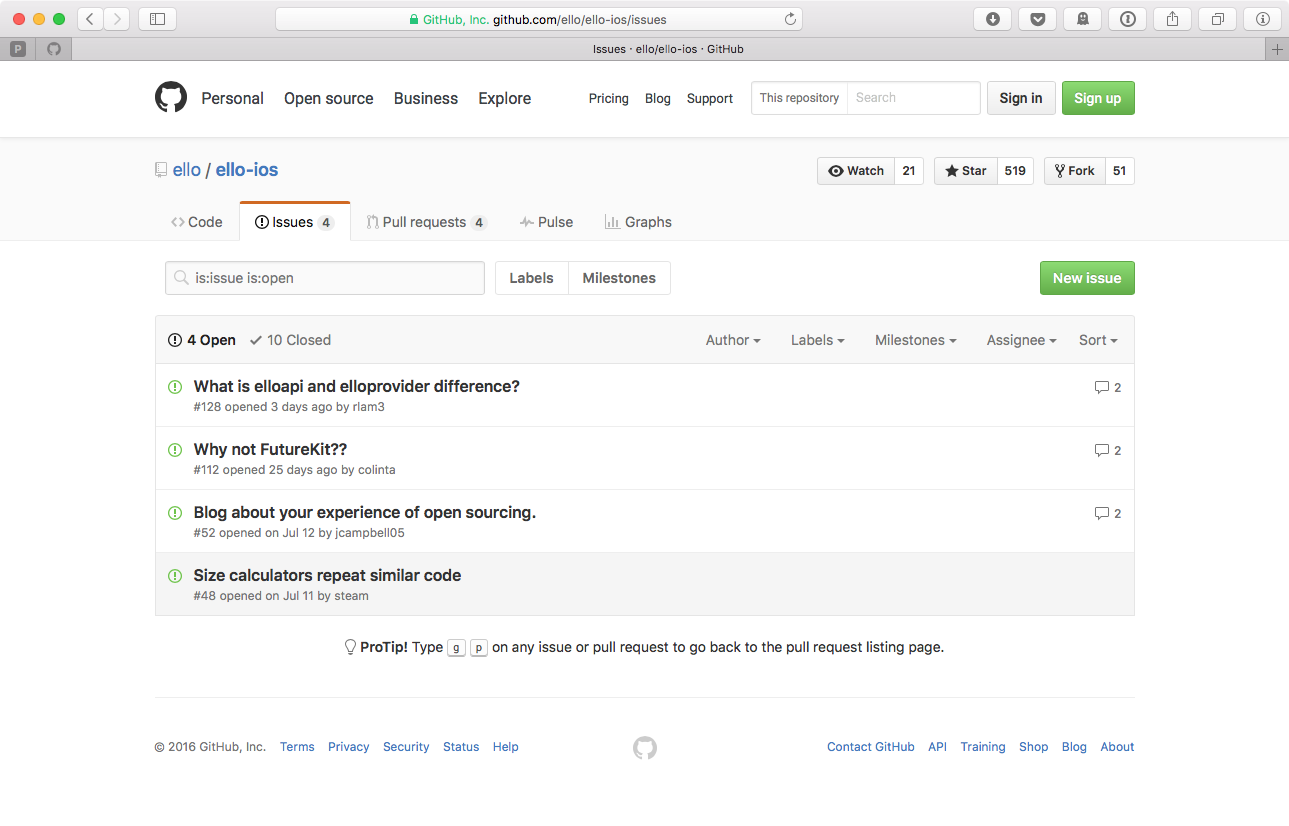 GitHub, Inc. github.com/ello/ello-ios/issues
P
Issues · ello/ello-ios · GitHub
Personal Open source Business Explore Pricing Blog Support This repository Search Sign in Sign up
ello / ello-ios Watch 21 Star 519 Fork 51
Code Issues 4 Pull requests 4 Pulse Graphs
is:issue is:open Labels Milestones New issue
4 Open 10 Closed Author Labels Milestones Assignee Sort
What is elloapi and elloprovider difference? 2
#128 opened 3 days ago by rlam3
Why not FutureKit?? 2
#112 opened 25 days ago by colinta
Blog about your experience of open sourcing. 2
#52 opened on Jul 12 by jcampbell05
Size calculators repeat similar code
#48 opened on Jul 11 by steam
ProTip! Type g p on any issue or pull request to go back to the pull request listing page.
© 2016 GitHub, Inc. Terms Privacy Security Status Help Contact GitHub API Training Shop Blog About